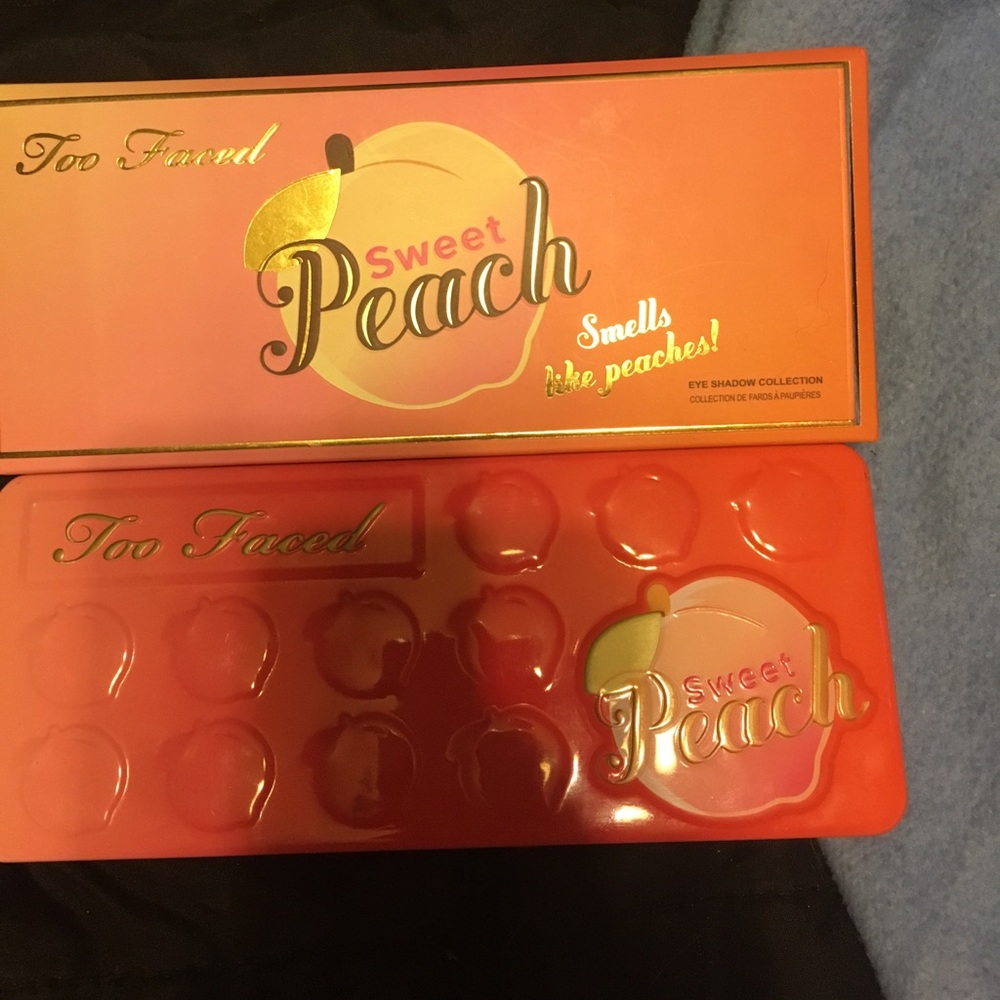 Too Faced
Sweet
Peach
Smells
like peaches!
EYE SHADOW COLLECTION
COLLECTION DE FARDS À PAUPIÈRES
Too Faced
Sweet
Peach